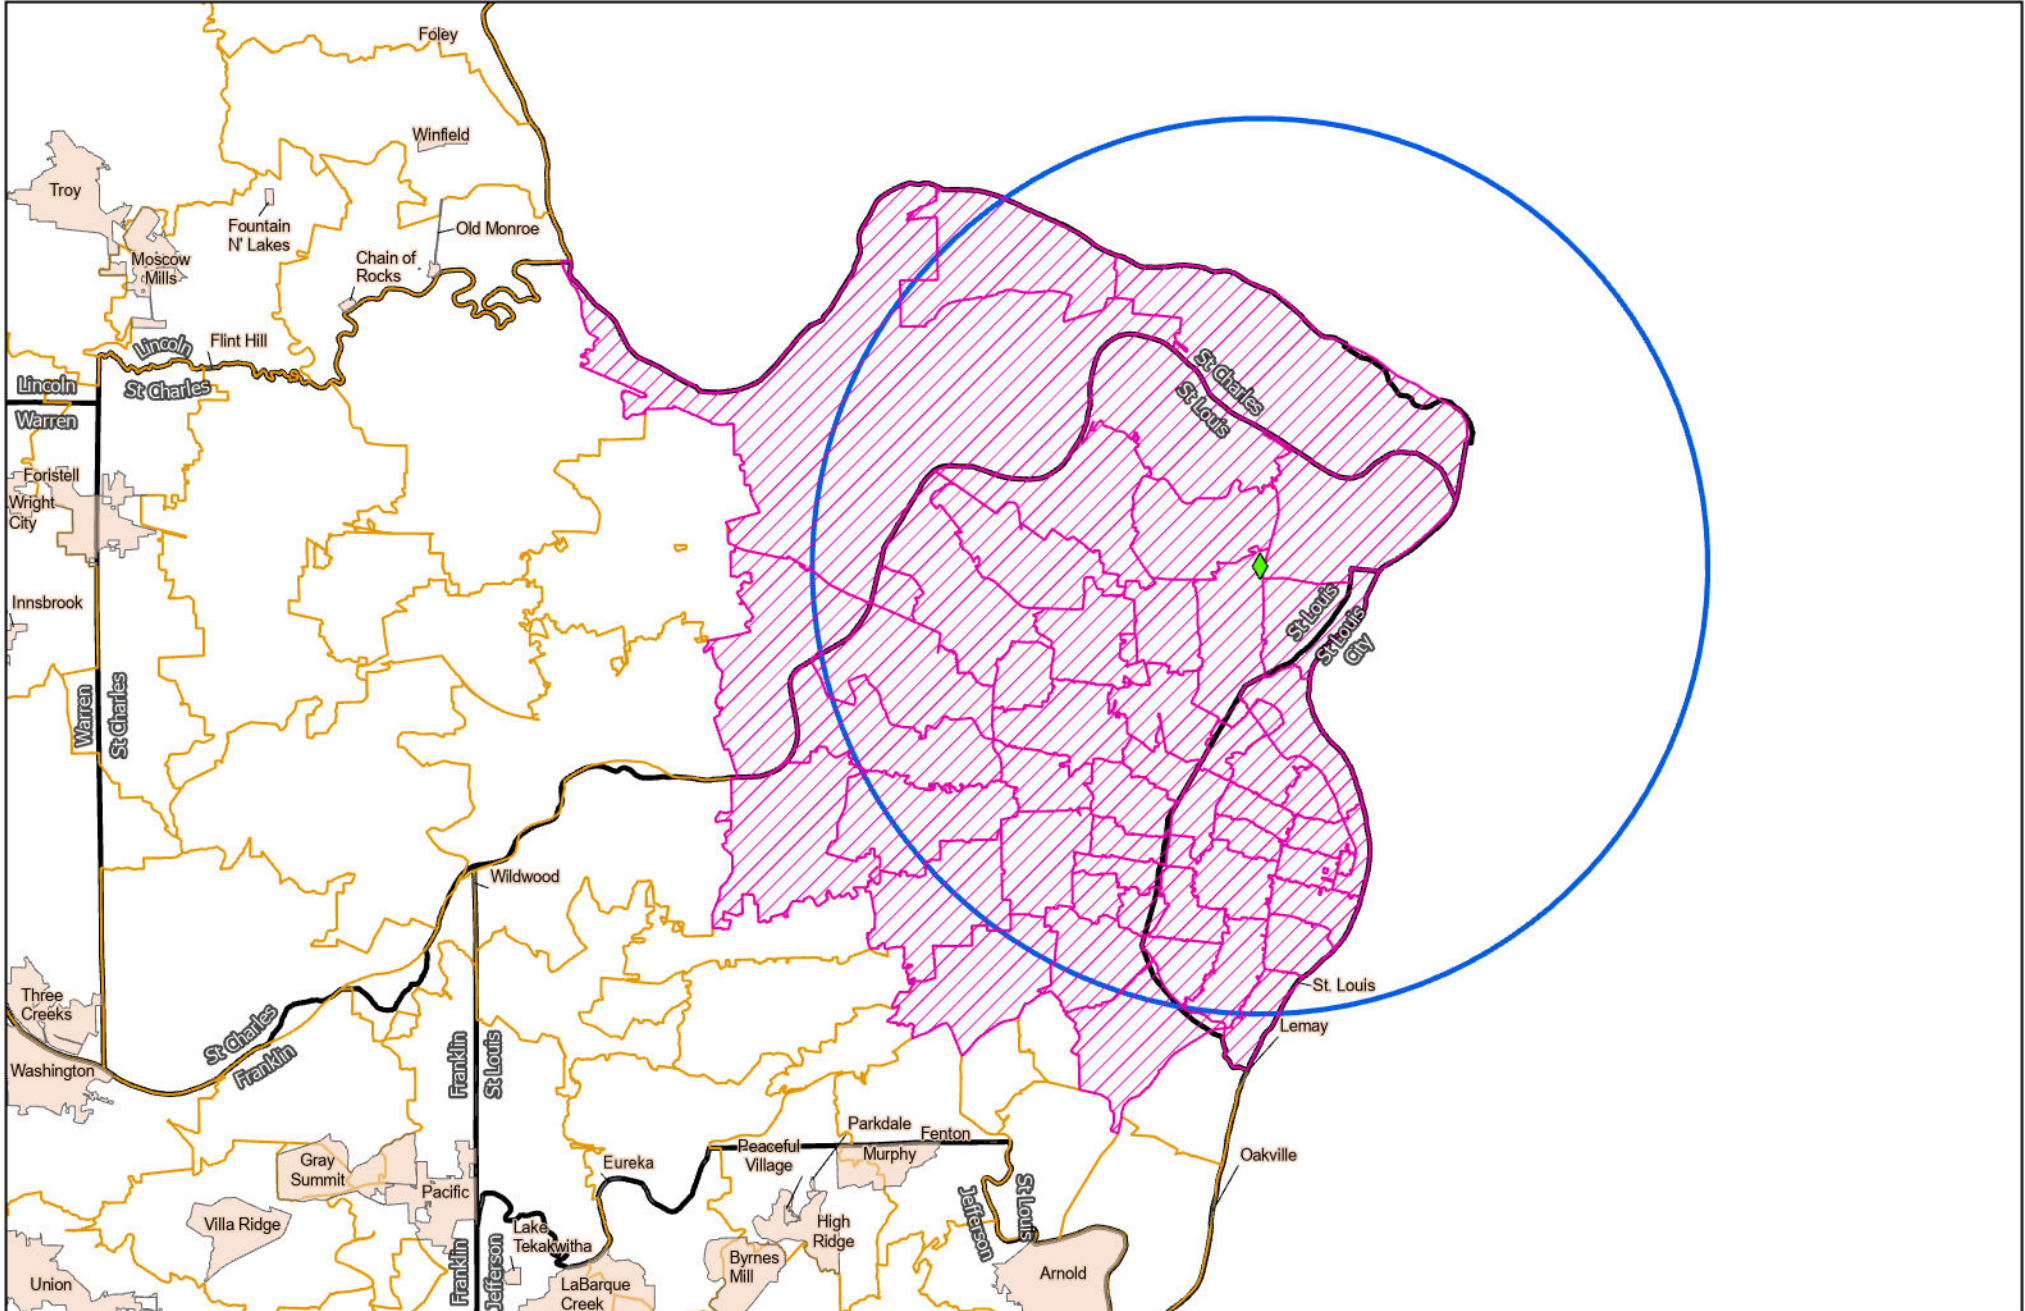 Foley
Winfield
Troy
Fountain
N' Lakes
Old Monroe
Moscow
Mills
Chain of
Rocks
Flint Hill
Lincoln
St Charles
Lincoln
Warren
St Charles
St Louis
Foristell
Wright
City
Innsbrook
St Louis
St Louis
City
Warren
St Charles
Wildwood
Three
Creeks
St. Louis
Lemay
St Charles
Franklin
Franklin
St Louis
Washington
Parkdale
Fenton
Peaceful
Village
Murphy
Eureka
Oakville
Gray
Summit
Pacific
Villa Ridge
Lake
Tekakwitha
High
Ridge
Jefferson
St Louis
Byrnes
Mill
Arnold
Franklin
Jefferson
Union
LaBarque
Creek